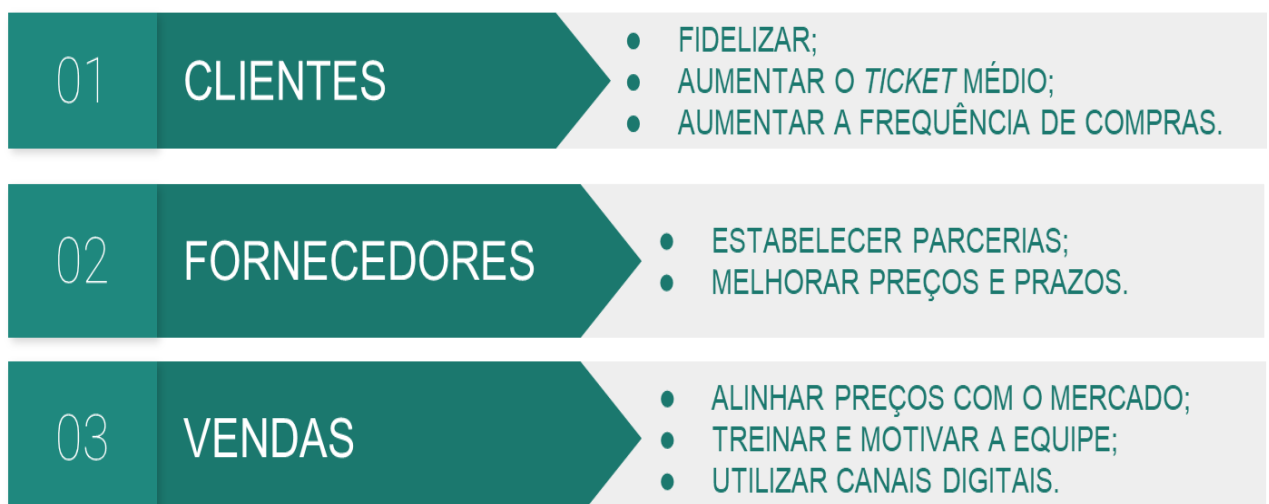 01
CLIENTES
● FIDELIZAR;
● AUMENTAR O TICKET MÉDIO;
● AUMENTAR A FREQUÊNCIA DE COMPRAS.
02
FORNECEDORES
● ESTABELECER PARCERIAS;
● MELHORAR PREÇOS E PRAZOS.
03
VENDAS
● ALINHAR PREÇOS COM O MERCADO;
● TREINAR E MOTIVAR A EQUIPE;
● UTILIZAR CANAIS DIGITAIS.